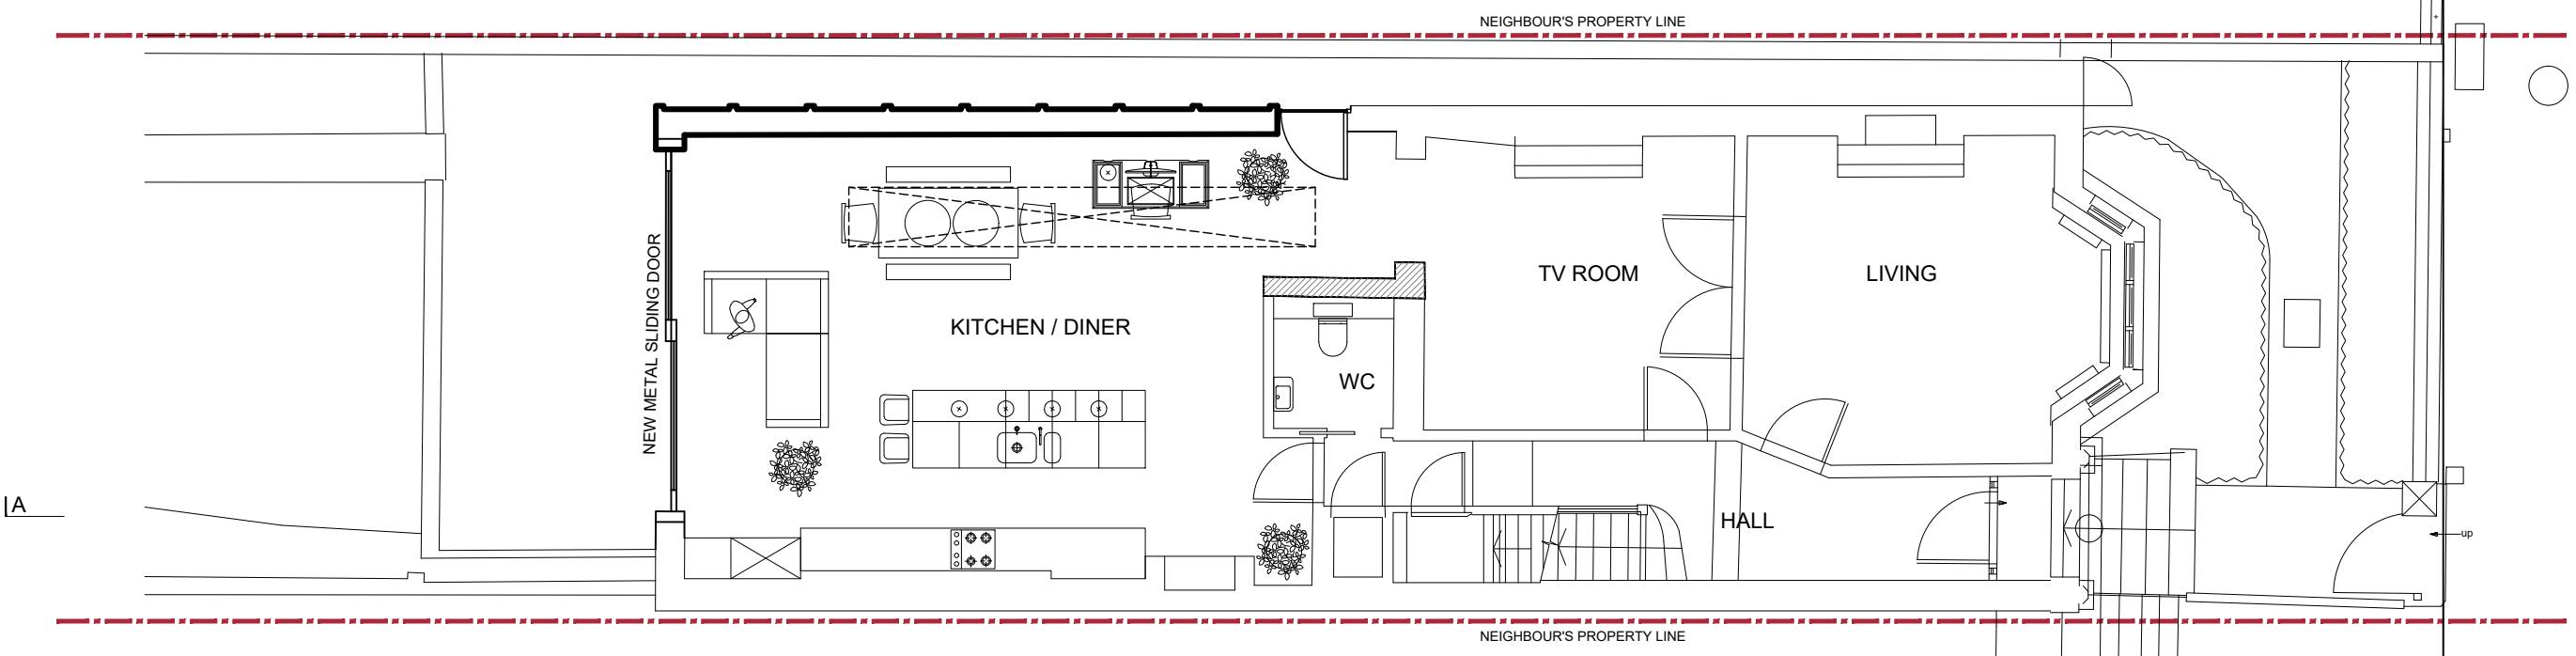 NEIGHBOUR'S PROPERTY LINE
NEW METAL SLIDING DOOR
KITCHEN / DINER
TV ROOM
LIVING
WC
HALL
A
up
NEIGHBOUR'S PROPERTY LINE